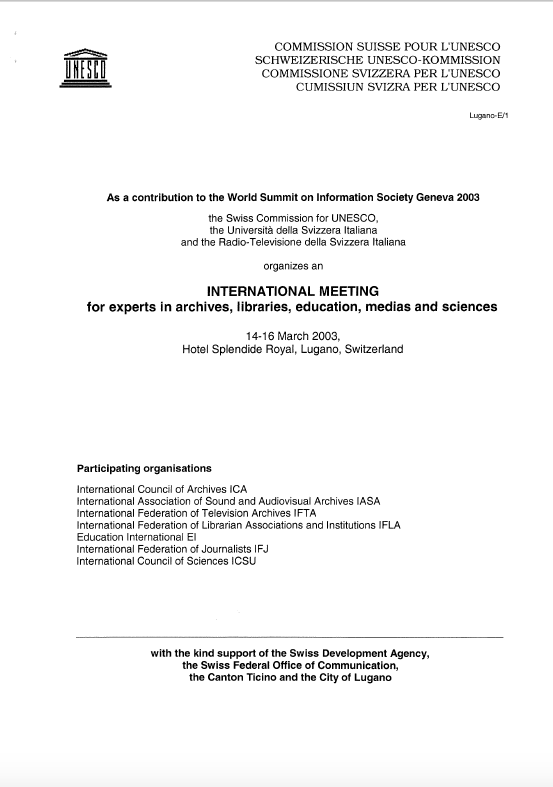 UNESCO
COMMISSION SUISSE POUR L'UNESCO
SCHWEIZERISCHE UNESCO-KOMMISSION
COMMISSIONE SVIZZERA PER L'UNESCO
CUMISSIUN SVIZRA PER L'UNESCO
Lugano-E/1
As a contribution to the World Summit on Information Society Geneva 2003
the Swiss Commission for UNESCO,
the Università della Svizzera Italiana
and the Radio-Televisione della Svizzera Italiana
organizes an
INTERNATIONAL MEETING
for experts in archives, libraries, education, medias and sciences
14-16 March 2003,
Hotel Splendide Royal, Lugano, Switzerland
Participating organisations
International Council of Archives ICA
International Association of Sound and Audiovisual Archives IASA
International Federation of Television Archives IFTA
International Federation of Librarian Associations and Institutions IFLA
Education International EI
International Federation of Journalists IFJ
International Council of Sciences ICSU
with the kind support of the Swiss Development Agency,
the Swiss Federal Office of Communication,
the Canton Ticino and the City of Lugano